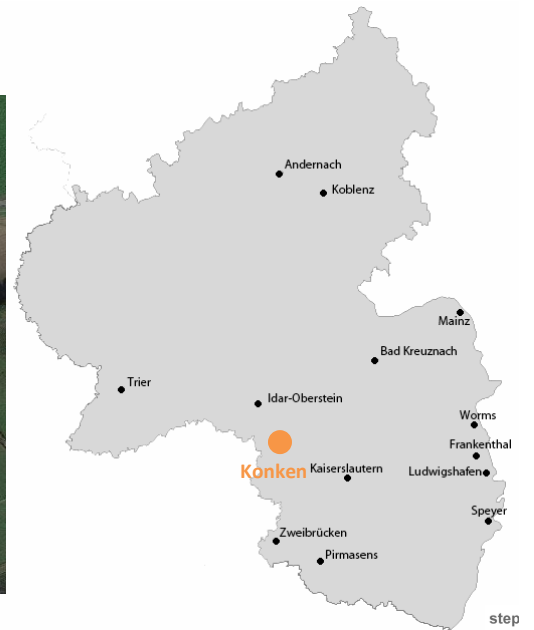 Andernach
Koblenz
Mainz
Bad Kreuznach
Trier
Idar-Oberstein
Worms
Frankenthal
Konken
Kaiserslautern
Ludwigshafen
Speyer
Zweibrücken
Pirmasens
step